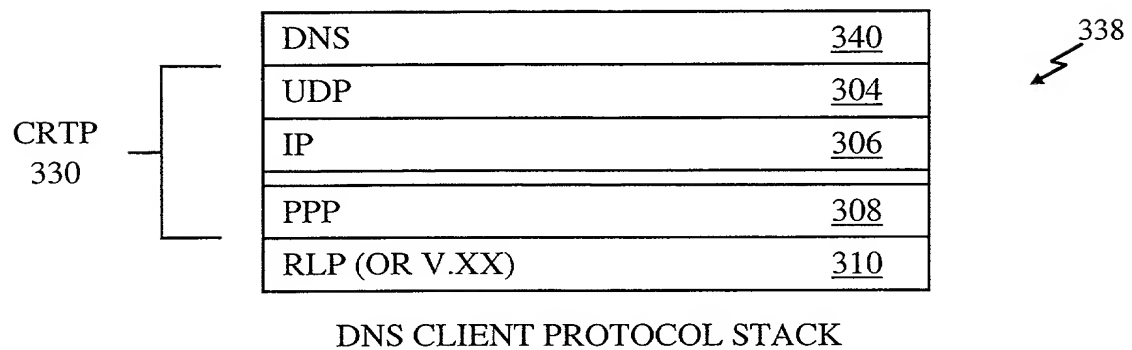 DNS 340
338
UDP 304
CRTP
330
IP 306
PPP 308
RLP (OR V.XX) 310
DNS CLIENT PROTOCOL STACK